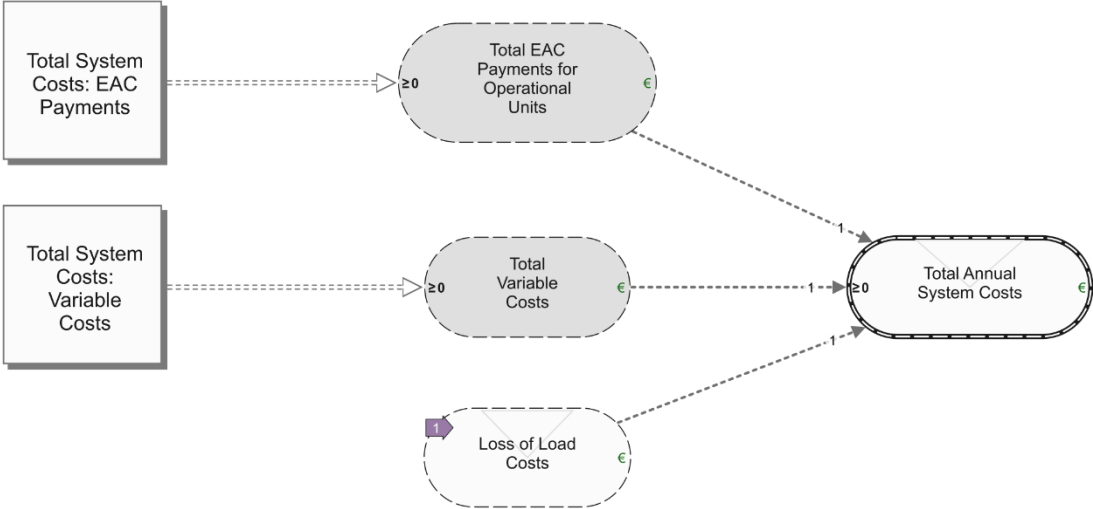 Total System
Costs: EAC
Payments
≥0
Total EAC
Payments for
Operational
Units
€
1
Total System
Costs:
Variable
Costs
≥0
Total
Variable
Costs
€
1
≥0
Total Annual
System Costs
€
1
1
Loss of Load
Costs
€